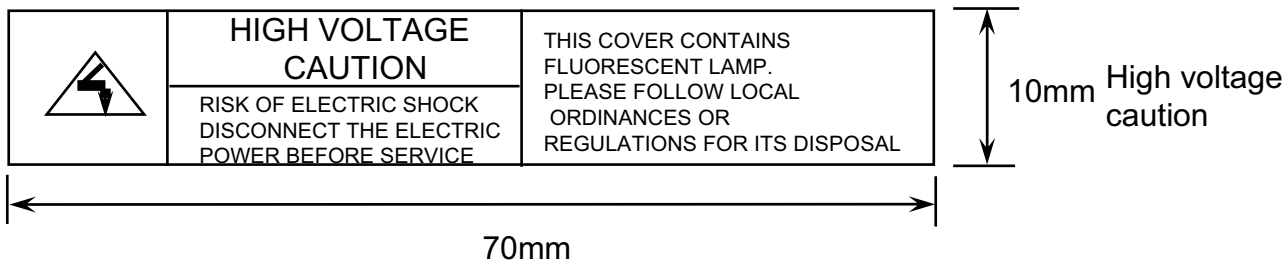 HIGH VOLTAGE
CAUTION
RISK OF ELECTRIC SHOCK
DISCONNECT THE ELECTRIC
POWER BEFORE SERVICE
THIS COVER CONTAINS
FLUORESCENT LAMP.
PLEASE FOLLOW LOCAL
ORDINANCES OR
REGULATIONS FOR ITS DISPOSAL
10mm
High voltage
caution
70mm